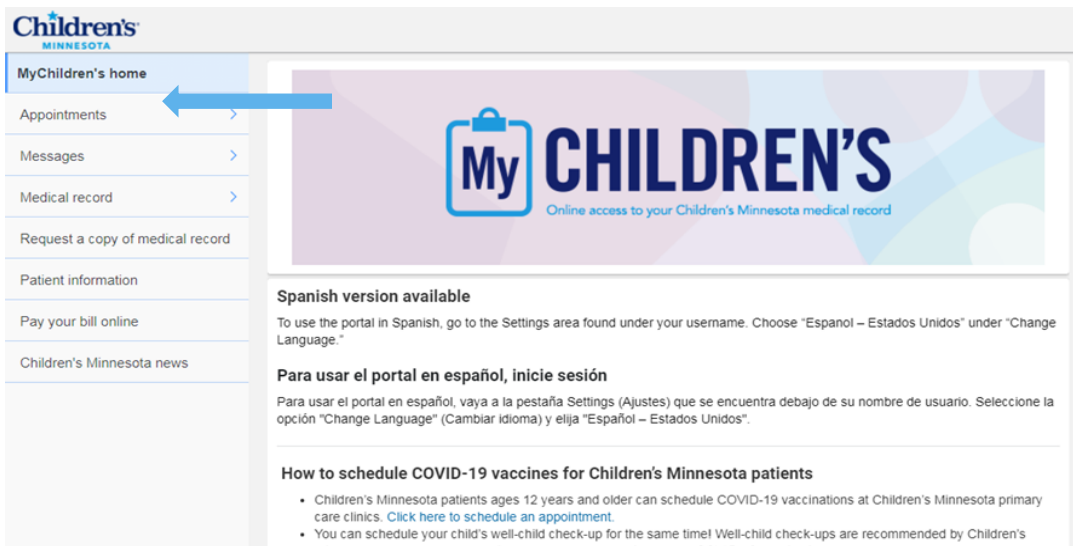 Children's
MINNESOTA
MyChildren's home
Appointments
Messages
Medical record
Request a copy of medical record
Patient information
Pay your bill online
Children's Minnesota news
My CHILDREN'S
Online access to your Children's Minnesota medical record
Spanish version available
To use the portal in Spanish, go to the Settings area found under your username. Choose “Espanol – Estados Unidos” under “Change
Language.”
Para usar el portal en español, inicie sesión
Para usar el portal en español, vaya a la pestaña Settings (Ajustes) que se encuentra debajo de su nombre de usuario. Seleccione la
opción "Change Language" (Cambiar idioma) y elija "Español – Estados Unidos".
How to schedule COVID-19 vaccines for Children's Minnesota patients
• Children's Minnesota patients ages 12 years and older can schedule COVID-19 vaccinations at Children's Minnesota primary
care clinics. Click here to schedule an appointment.
• You can schedule your child's well-child check-up for the same time! Well-child check-ups are recommended by Children's